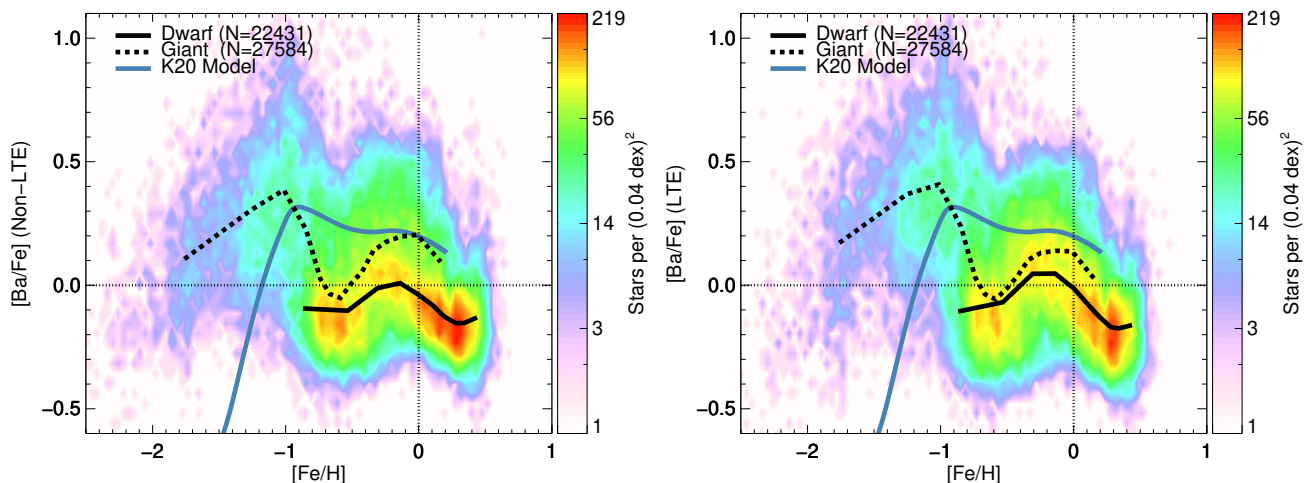 Dwarf (N=22431)
Giant (N=27584)
K20 Model
[Ba/Fe] (Non−LTE)
1.0
0.5
0.0
−0.5
−2
−1
0
1
[Fe/H]
219
56
14
3
1
Stars per (0.04 dex)²
Dwarf (N=22431)
Giant (N=27584)
K20 Model
[Ba/Fe] (LTE)
1.0
0.5
0.0
−0.5
−2
−1
0
1
[Fe/H]
219
56
14
3
1
Stars per (0.04 dex)²